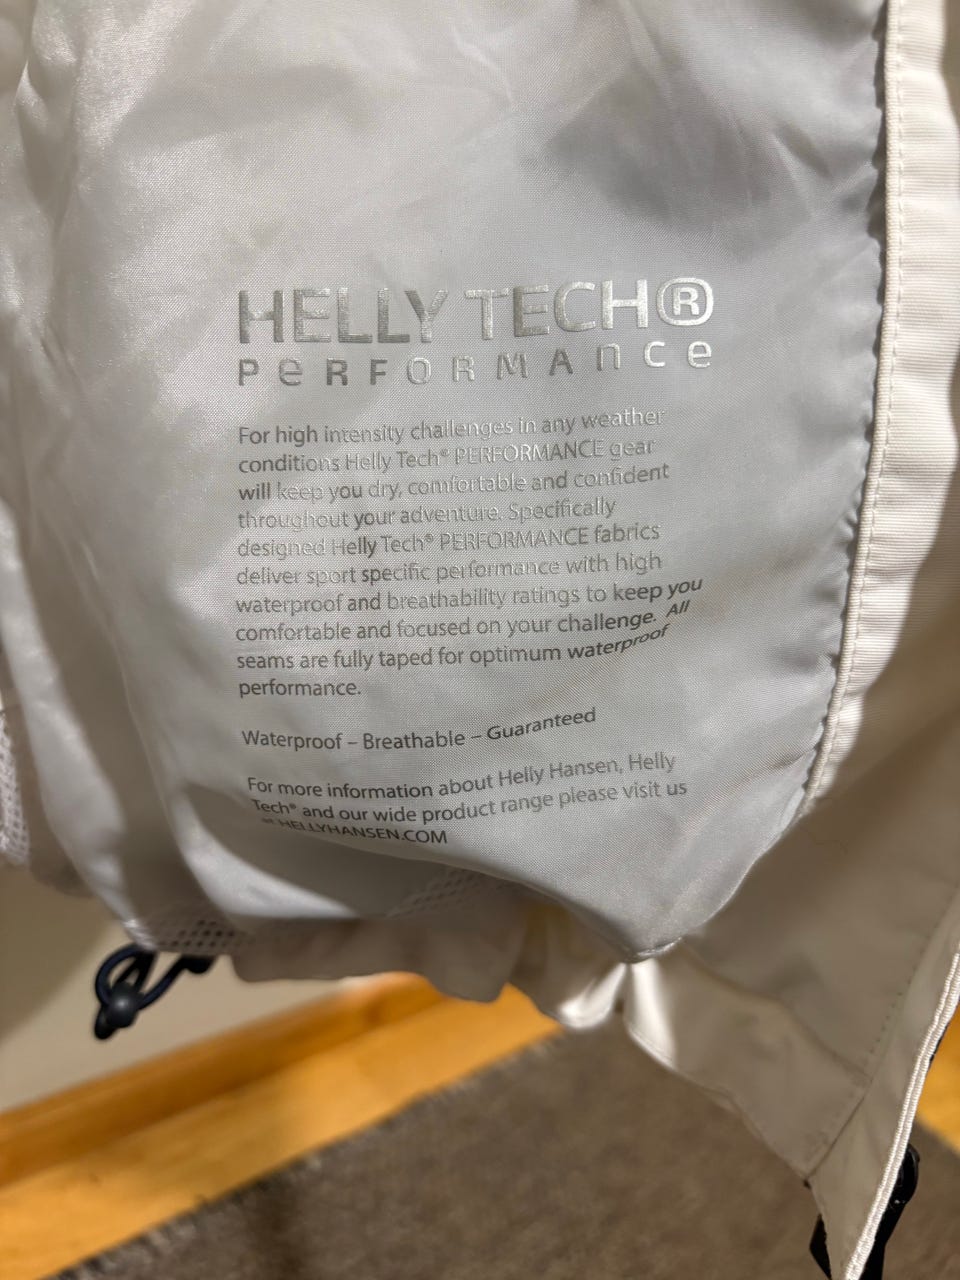 HELLY TECH®
PeRFORMAnce
For high intensity challenges in any weather
conditions Helly Tech® PERFORMANCE gear
will keep you dry, comfortable and confident
throughout your adventure. Specifically
designed Helly Tech® PERFORMANCE fabrics
deliver sport specific performance with high
waterproof and breathability ratings to keep you
comfortable and focused on your challenge. All
seams are fully taped for optimum waterproof
performance.
Waterproof – Breathable – Guaranteed
For more information about Helly Hansen, Helly
Tech® and our wide product range please visit us
at HELLYHANSEN.COM